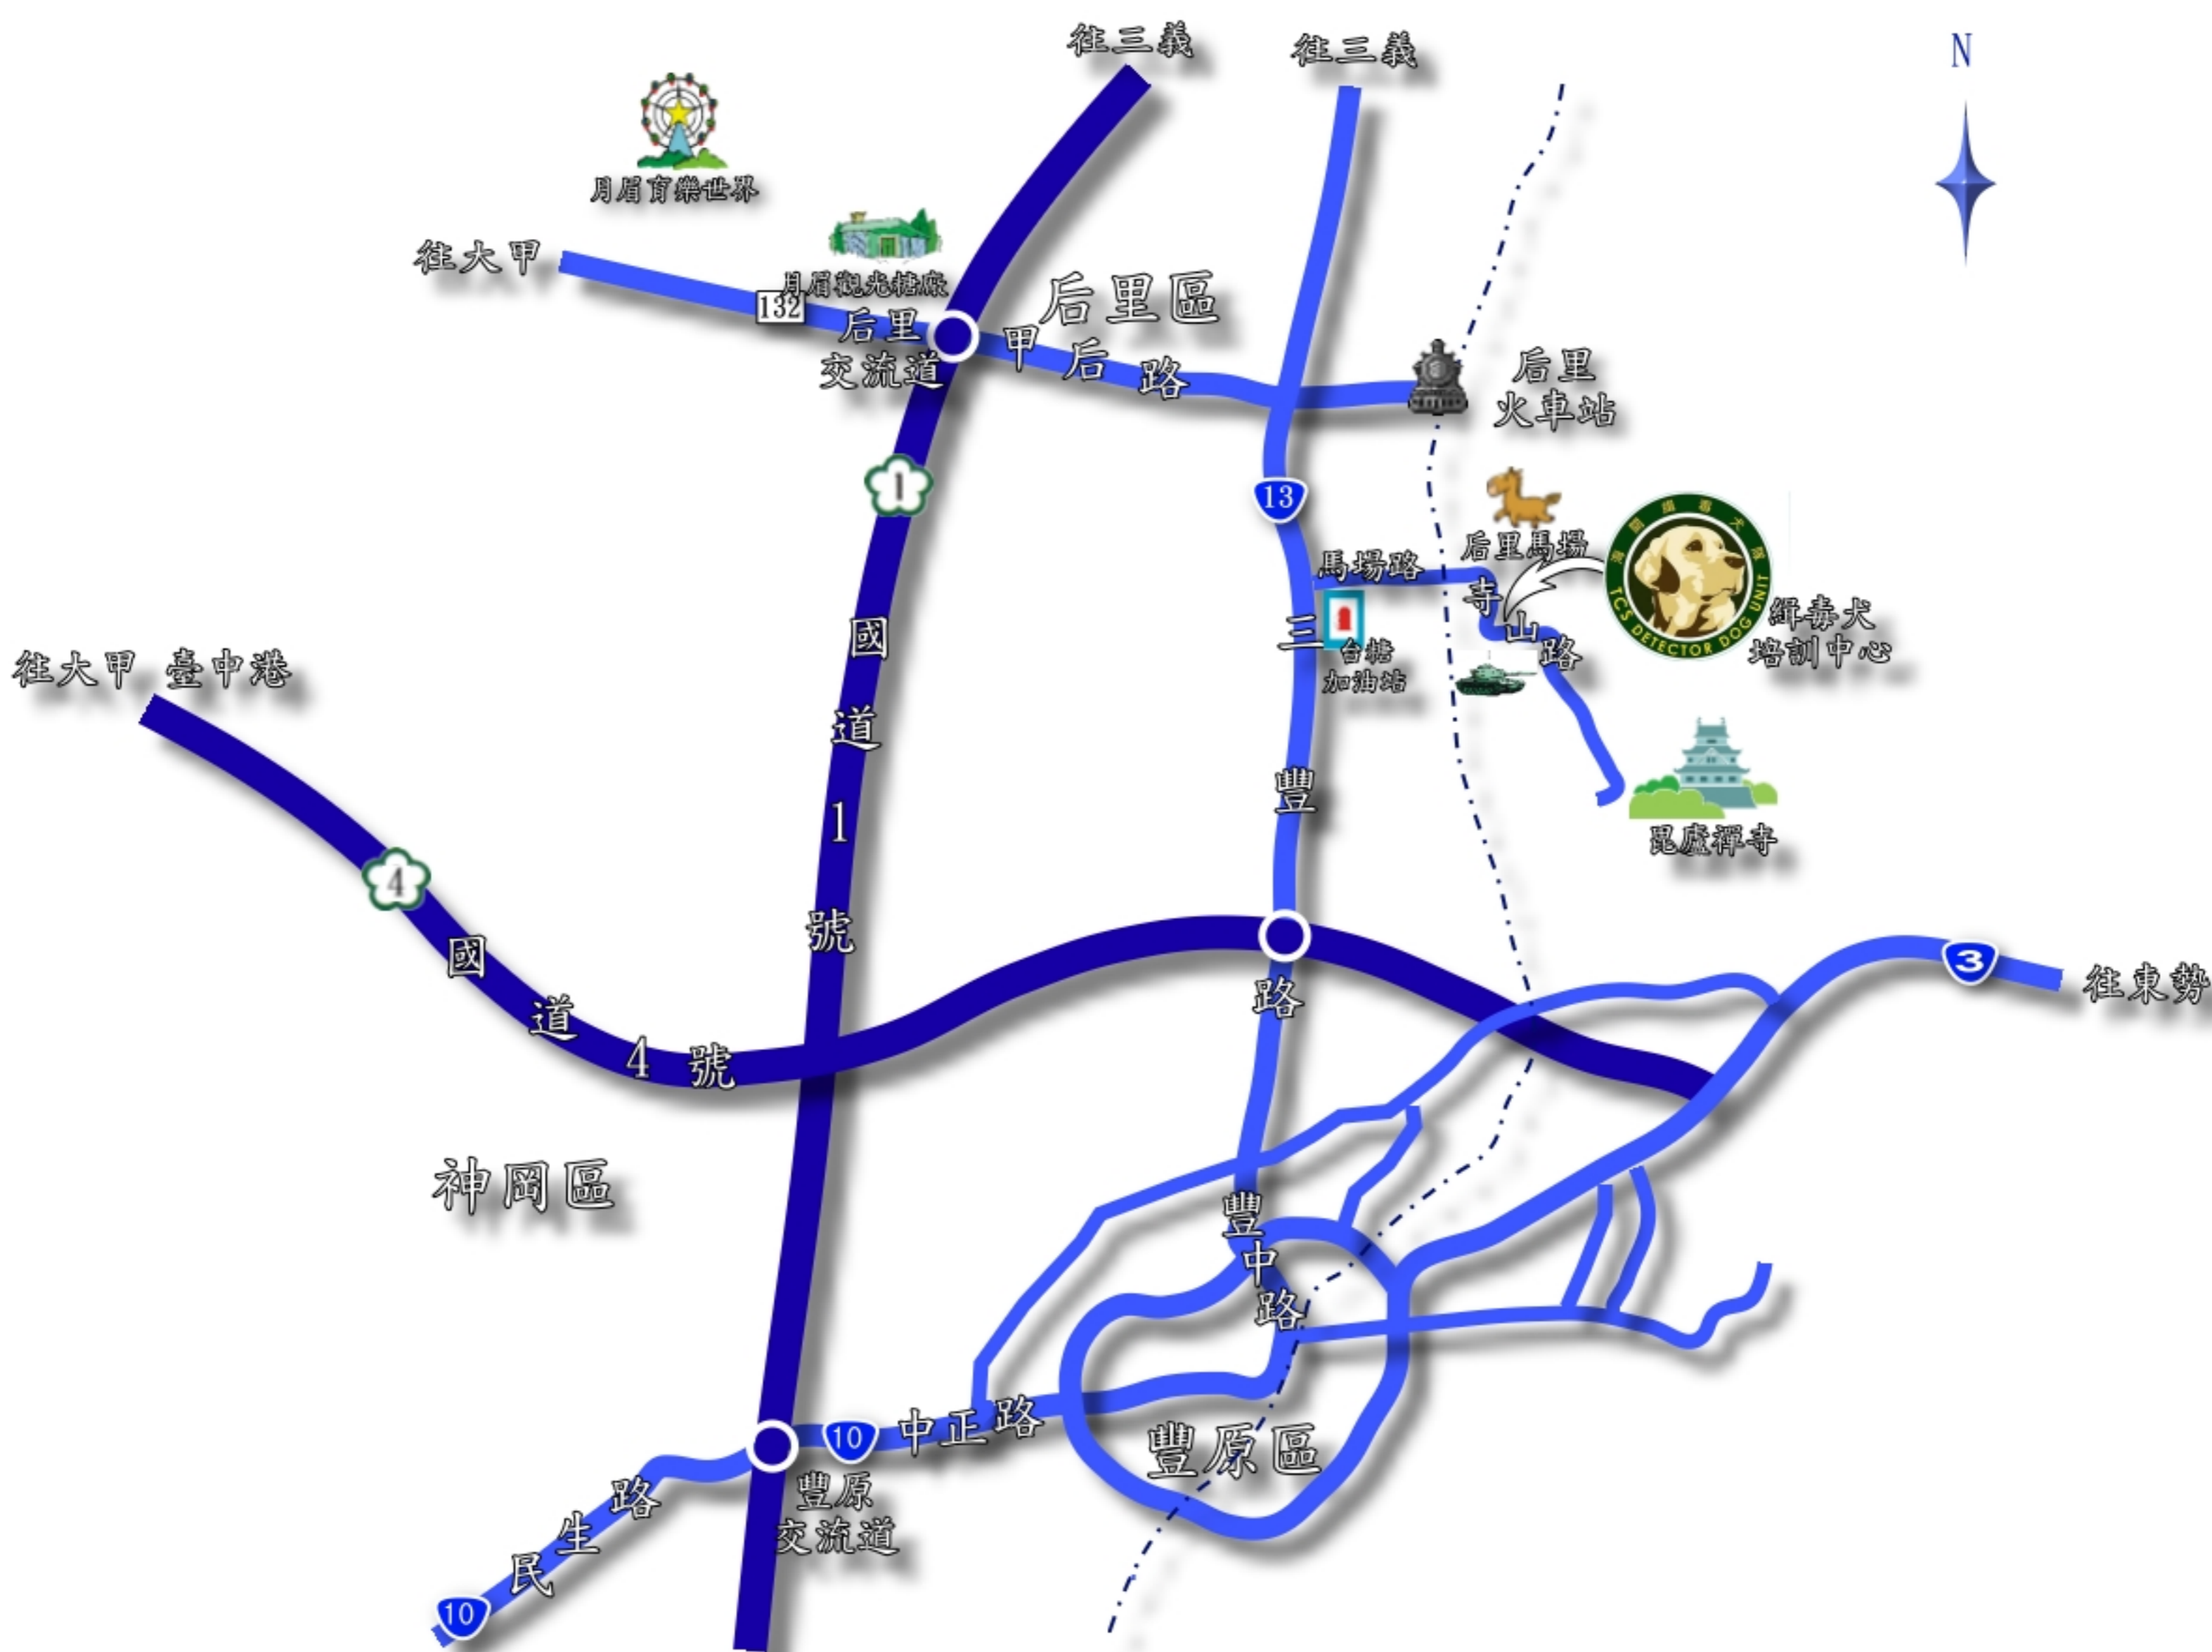 往三義
往三義
N
月眉育樂世界
往大甲
132
月眉觀光糖廠
后里
交流道
后里區
甲后路
后里
火車站
1
13
后里馬場
馬場路
寺山路
台糖
加油站
TCS DETECTOR DOG UNIT
緝毒犬
培訓中心
毘盧禪寺
國道1號
三豐路
往大甲 臺中港
4
國道4號
3
往東勢
神岡區
豐中路
豐原區
10
中正路
豐原
交流道
民生路
10